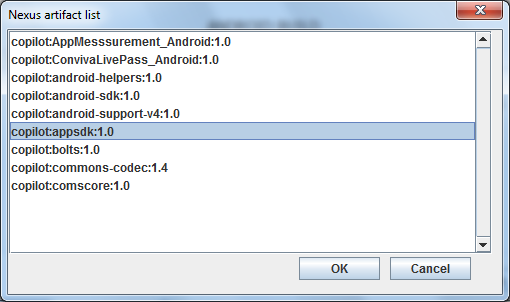 Nexus artifact list
copilot:AppMesssurement_Android:1.0
copilot:ConvivaLivePass_Android:1.0
copilot:android-helpers:1.0
copilot:android-sdk:1.0
copilot:android-support-v4:1.0
copilot:appsdk:1.0
copilot:bolts:1.0
copilot:commons-codec:1.4
copilot:comscore:1.0
OK Cancel